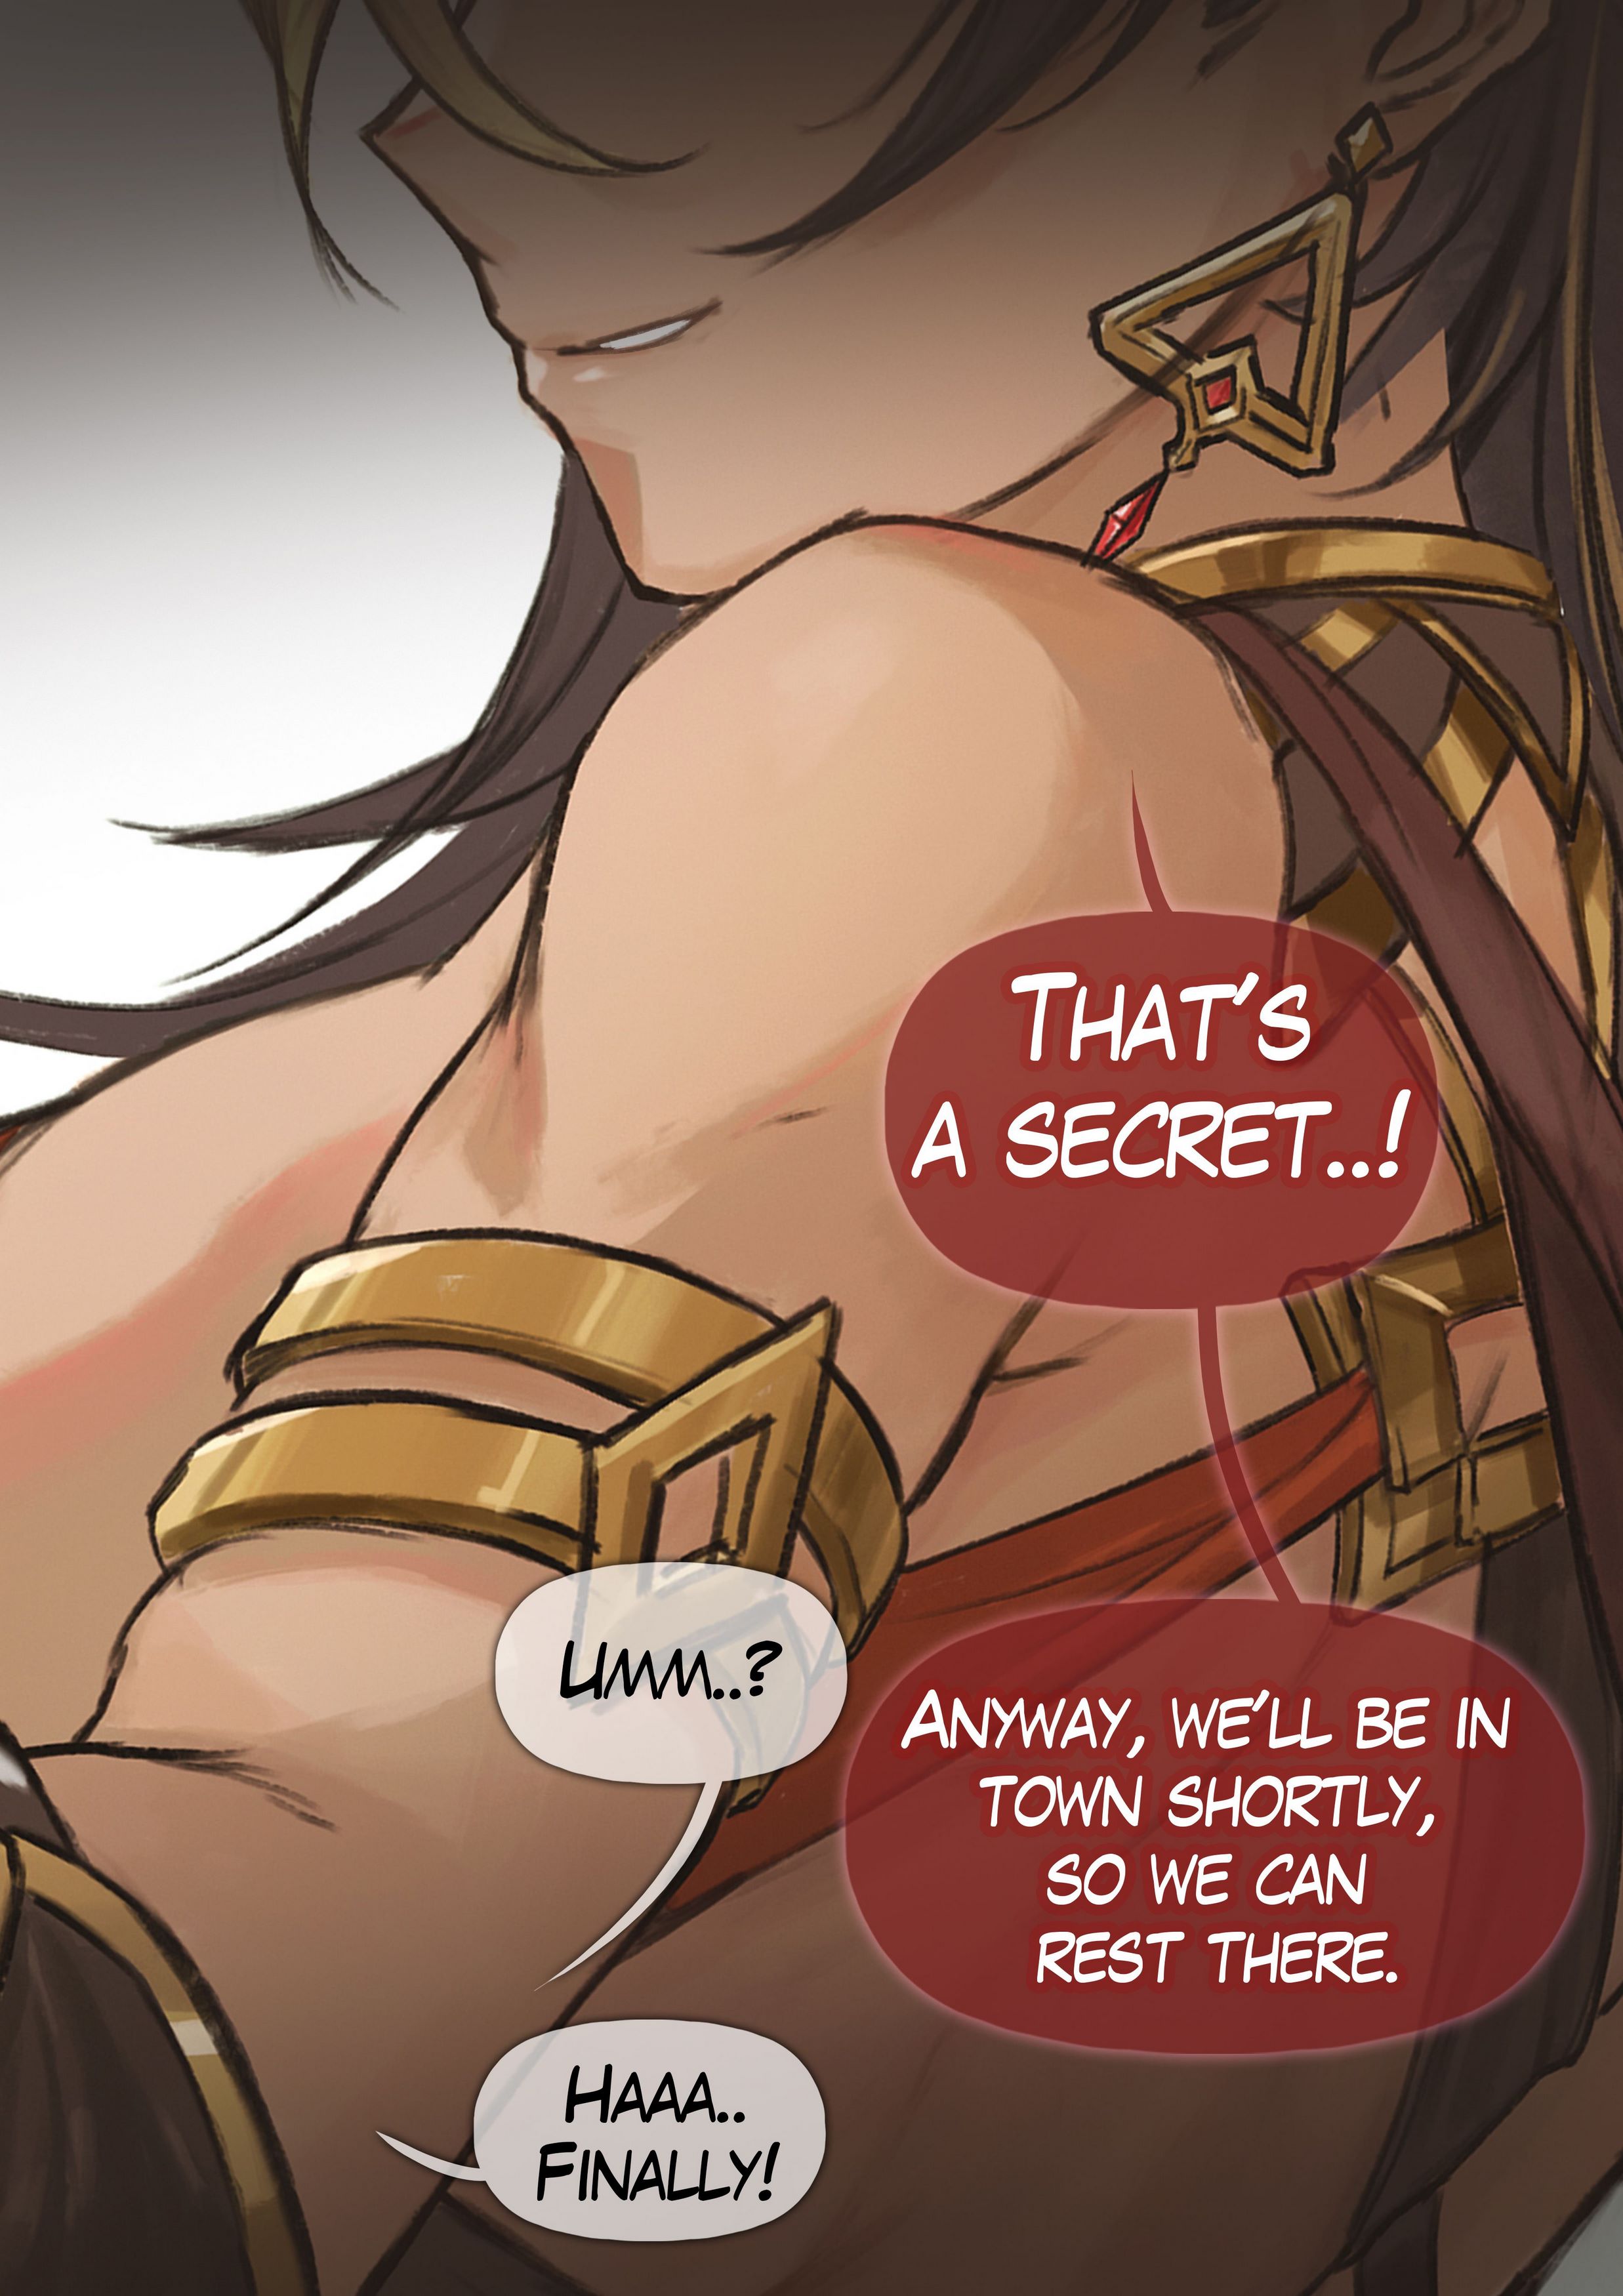 THAT'S
A SECRET..!
UMM..?
ANYWAY, WE'LL BE IN
TOWN SHORTLY,
SO WE CAN
REST THERE.
HAAA..
FINALLY!